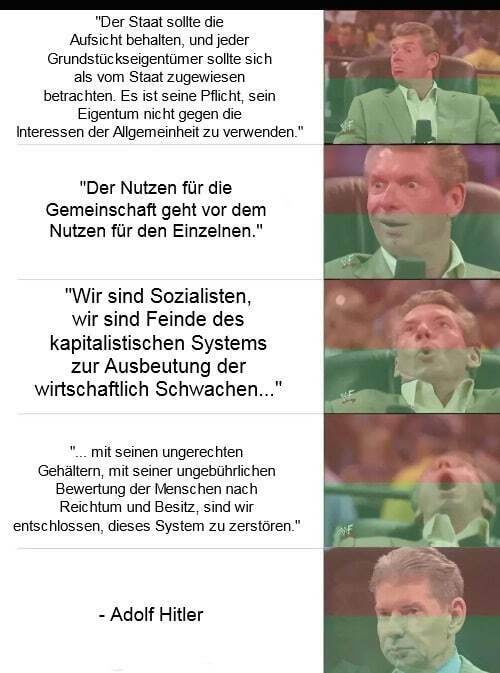 "Der Staat sollte die
Aufsicht behalten, und jeder
Grundstückseigentümer sollte sich
als vom Staat zugewiesen
betrachten. Es ist seine Pflicht, sein
Eigentum nicht gegen die
Interessen der Allgemeinheit zu verwenden."
"Der Nutzen für die
Gemeinschaft geht vor dem
Nutzen für den Einzelnen."
"Wir sind Sozialisten,
wir sind Feinde des
kapitalistischen Systems
zur Ausbeutung der
wirtschaftlich Schwachen..."
"... mit seinen ungerechten
Gehältern, mit seiner ungebührlichen
Bewertung der Menschen nach
Reichtum und Besitz, sind wir
entschlossen, dieses System zu zerstören."
- Adolf Hitler